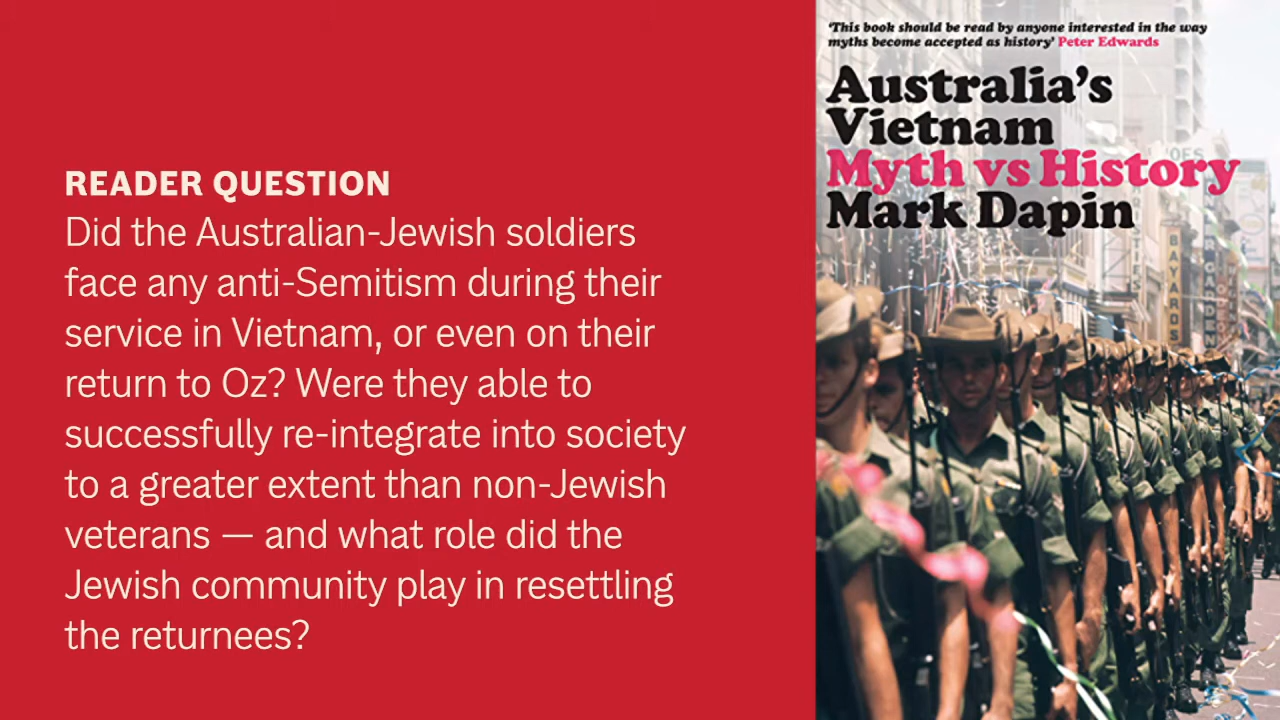 READER QUESTION
Did the Australian-Jewish soldiers
face any anti-Semitism during their
service in Vietnam, or even on their
return to Oz? Were they able to
successfully re-integrate into society
to a greater extent than non-Jewish
veterans — and what role did the
Jewish community play in resettling
the returnees?
‘This book should be read by anyone interested in the way
myths become accepted as history’ Peter Edwards
Australia’s
Vietnam
Myth vs History
Mark Dapin
BAYARDS